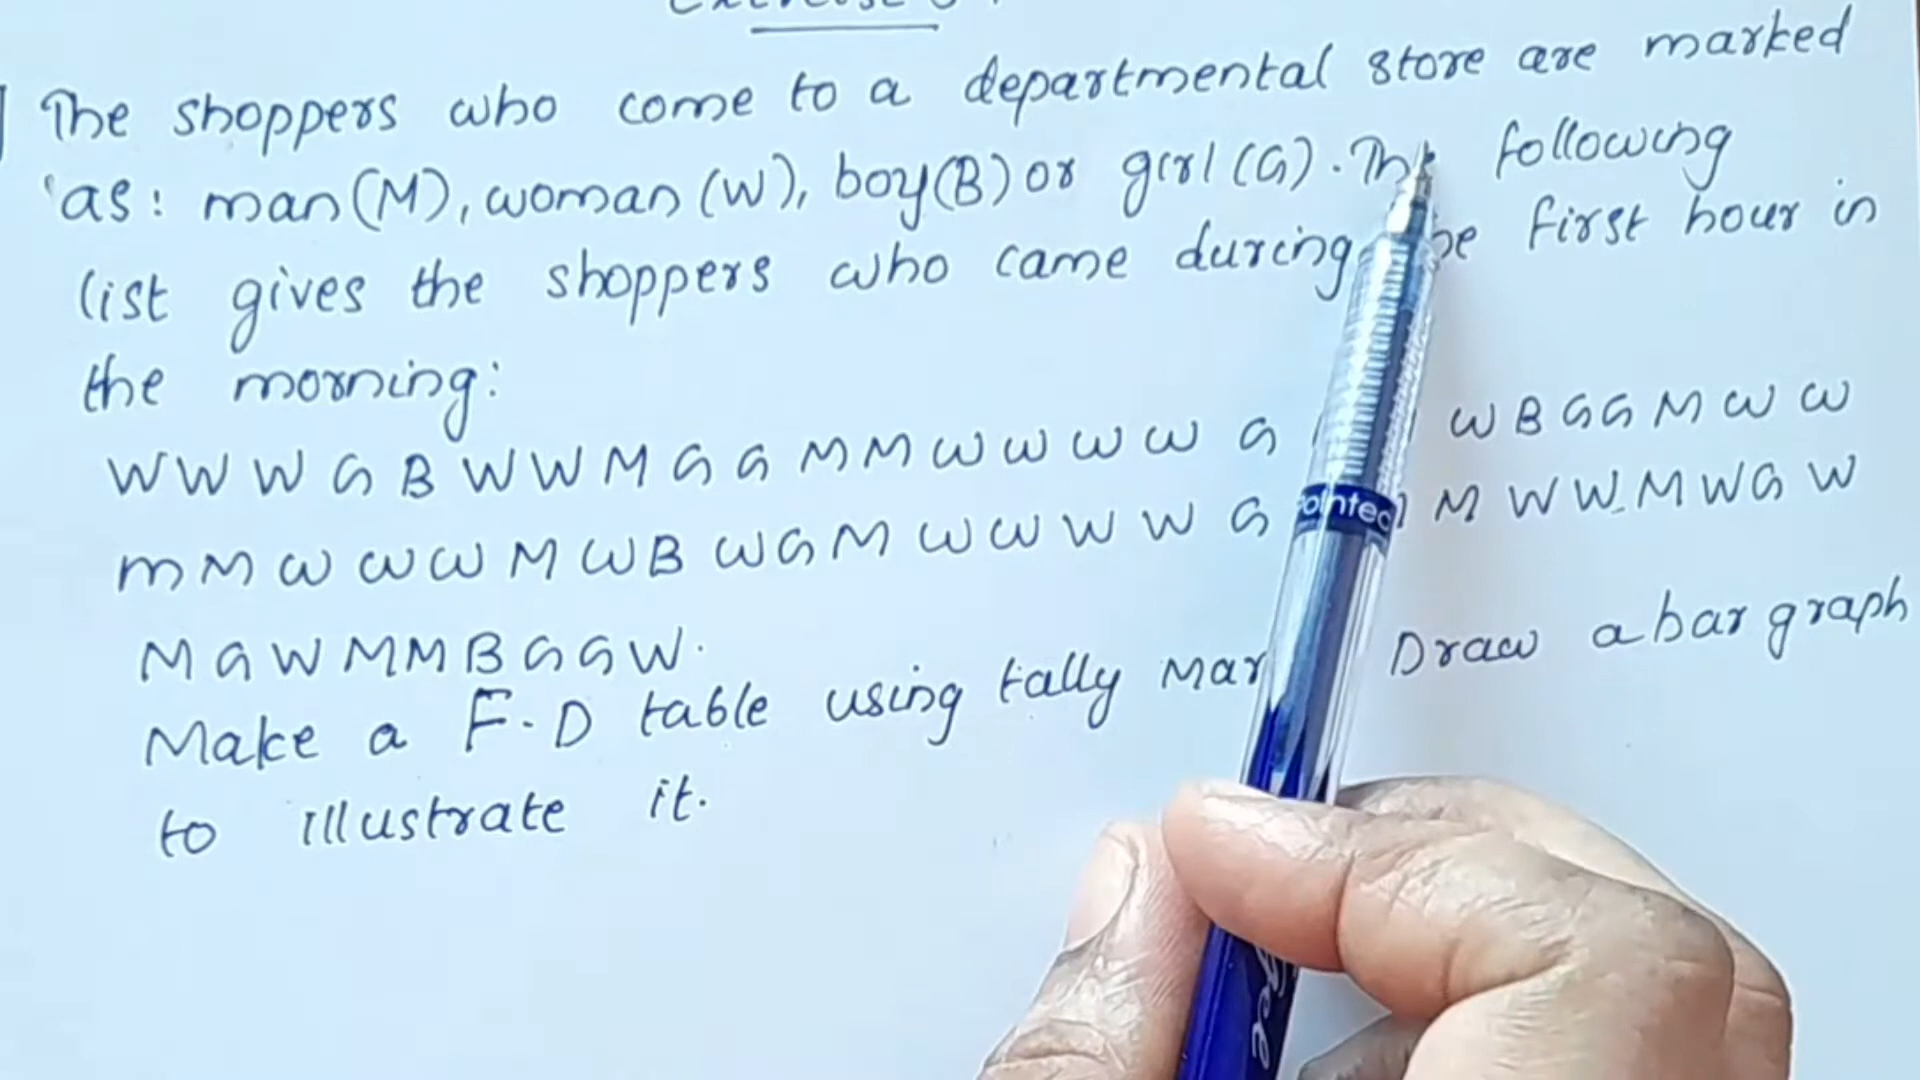 The shoppers who come to a departmental store are marked
as: man(M), woman (W), boy(B) or girl (G). The following
list gives the shoppers who came during the first hour in
the morning:
W W W G B W W M G G M M W W W W G W B G G M W W
m M W W W M W B W G M W W W W G M W W M W G W
M G W M M B G G W.
Make a F-D table using tally Mar Draw a bar graph
to illustrate it.
Pointed